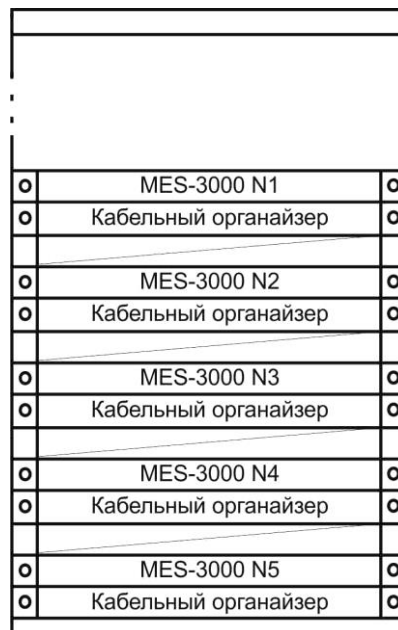 MES-3000 N1
Кабельный органайзер
MES-3000 N2
Кабельный органайзер
MES-3000 N3
Кабельный органайзер
MES-3000 N4
Кабельный органайзер
MES-3000 N5
Кабельный органайзер